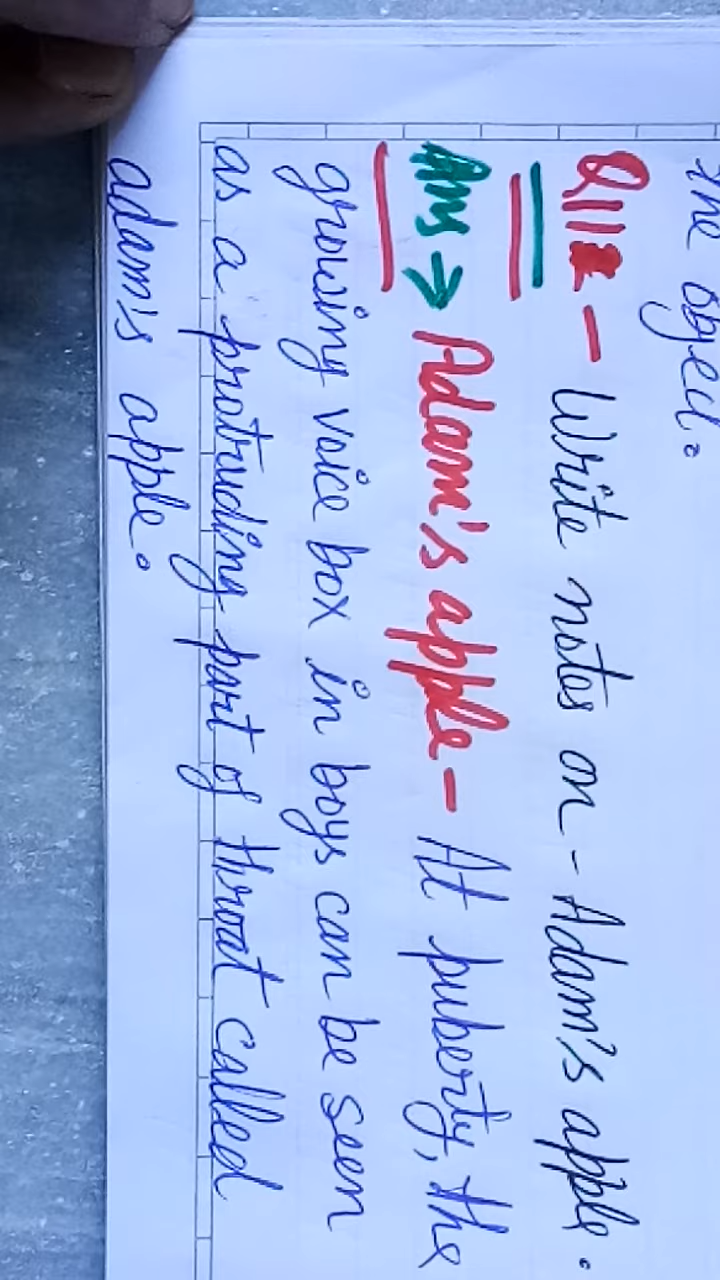 the object.
Q11 - Write notes on - Adam's apple.
Ans → Adam's apple - At puberty, the
growing voice box in boys can be seen
as a protruding part of throat called
adam's apple.